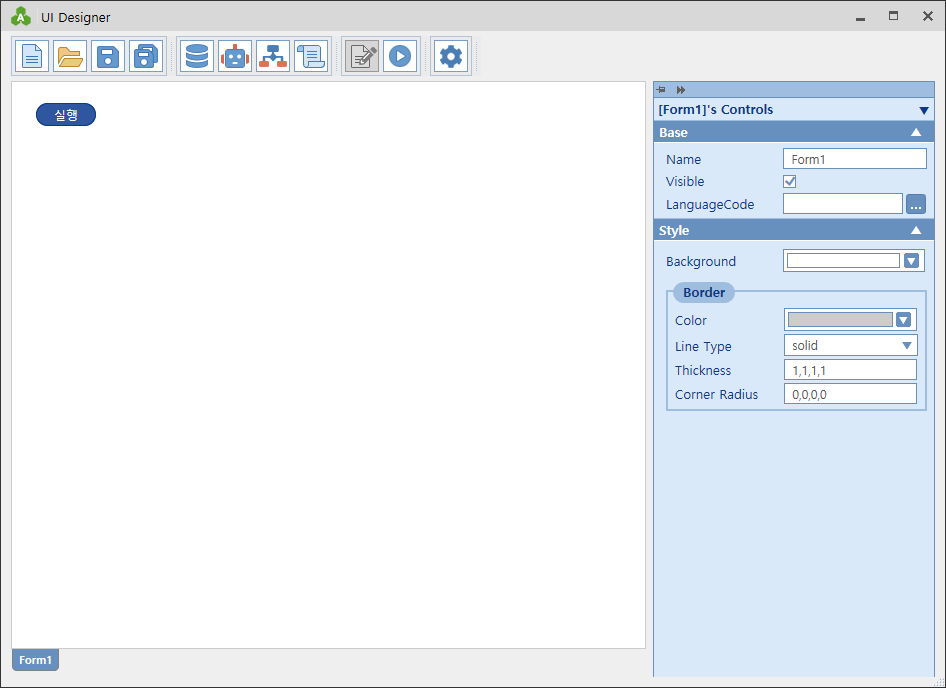 UI Designer
실행
[Form1]'s Controls
Base
Name Form1
Visible
LanguageCode ...
Style
Background
Border
Color
Line Type solid
Thickness 1,1,1,1
Corner Radius 0,0,0,0
Form1